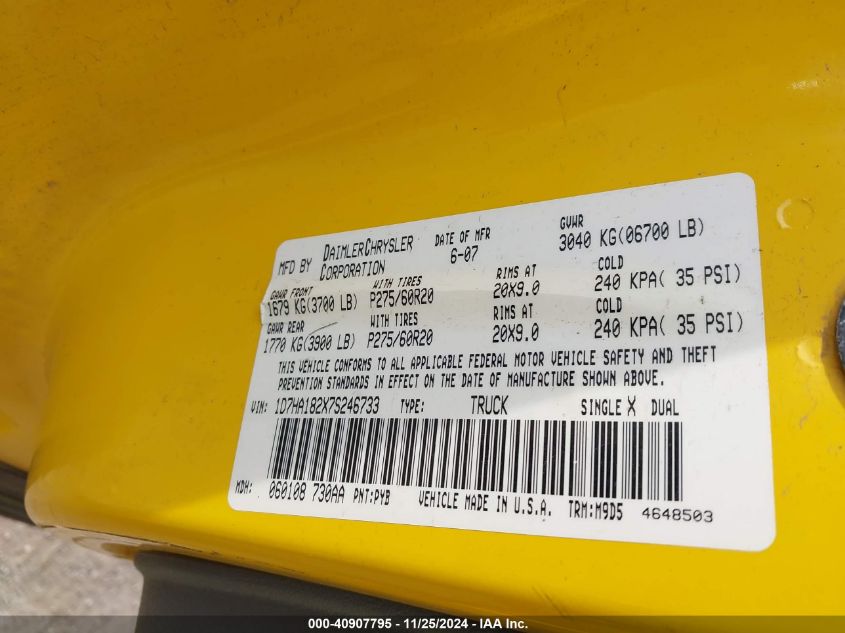 MFD BY DAIMLERCHRYSLER CORPORATION DATE OF MFR 6-07 GVWR 3040 KG(06700 LB)
GAWR FRONT WITH TIRES RIMS AT COLD
1679 KG(3700 LB) P275/60R20 20X9.0 240 KPA( 35 PSI)
GAWR REAR WITH TIRES RIMS AT COLD
1770 KG(3900 LB) P275/60R20 20X9.0 240 KPA( 35 PSI)
THIS VEHICLE CONFORMS TO ALL APPLICABLE FEDERAL MOTOR VEHICLE SAFETY AND THEFT
PREVENTION STANDARDS IN EFFECT ON THE DATE OF MANUFACTURE SHOWN ABOVE.
VIN: 1D7HA182X7S246733 TYPE: TRUCK SINGLE X DUAL
MDH: 060108 730AA PNT:PYB VEHICLE MADE IN U.S.A. TRM:M9D5 4648503
000-40907795 - 11/25/2024 - IAA Inc.